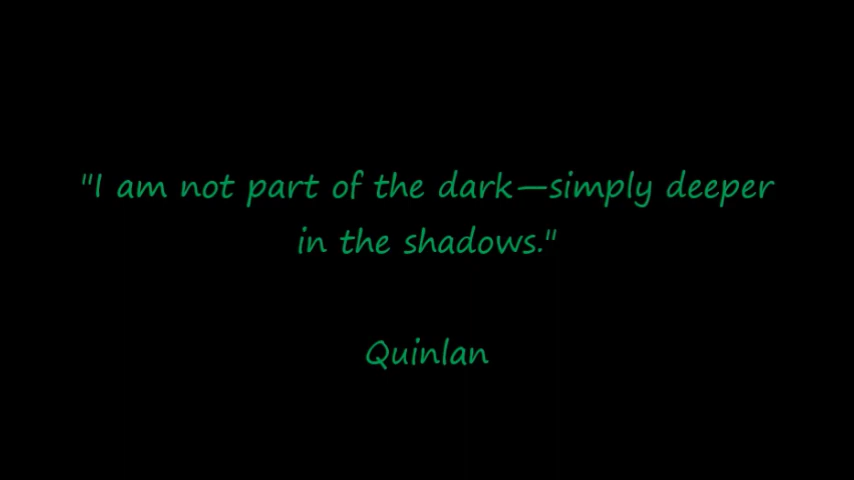 "I am not part of the dark—simply deeper
in the shadows."
Quinlan